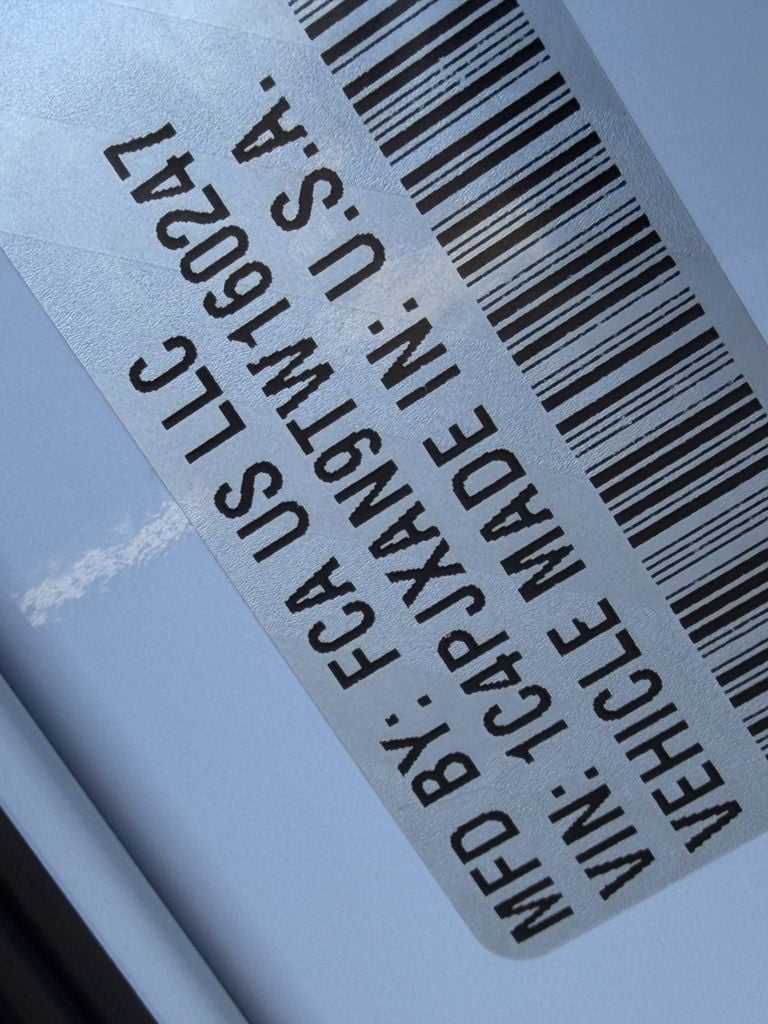 MFD BY: FCA US LLC
VIN: 1C4PJXAN9TW160247
VEHICLE MADE IN: U.S.A.